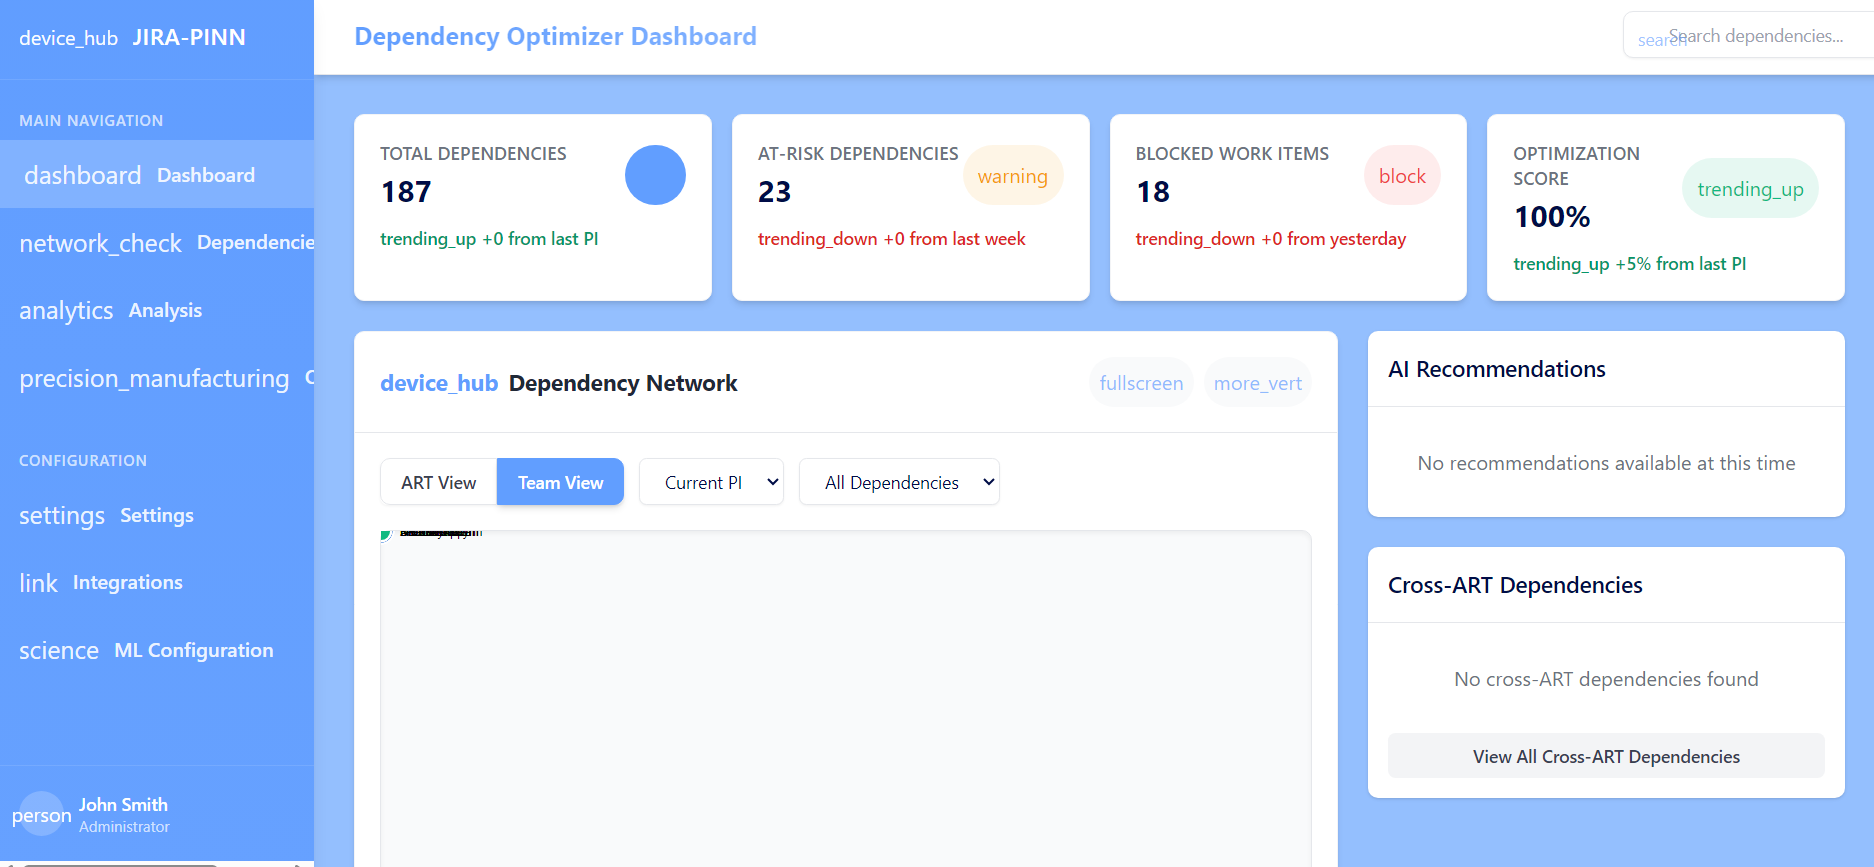 device_hub JIRA-PINN
MAIN NAVIGATION
dashboard Dashboard
network_check Dependencie
analytics Analysis
precision_manufacturing
CONFIGURATION
settings Settings
link Integrations
science ML Configuration
person John Smith
Administrator
Dependency Optimizer Dashboard
search Search dependencies...
TOTAL DEPENDENCIES
187
trending_up +0 from last PI
AT-RISK DEPENDENCIES
23
warning
trending_down +0 from last week
BLOCKED WORK ITEMS
18
block
trending_down +0 from yesterday
OPTIMIZATION
SCORE
100%
trending_up
trending_up +5% from last PI
device_hub Dependency Network
fullscreen more_vert
ART View Team View Current PI All Dependencies
AI Recommendations
No recommendations available at this time
Cross-ART Dependencies
No cross-ART dependencies found
View All Cross-ART Dependencies